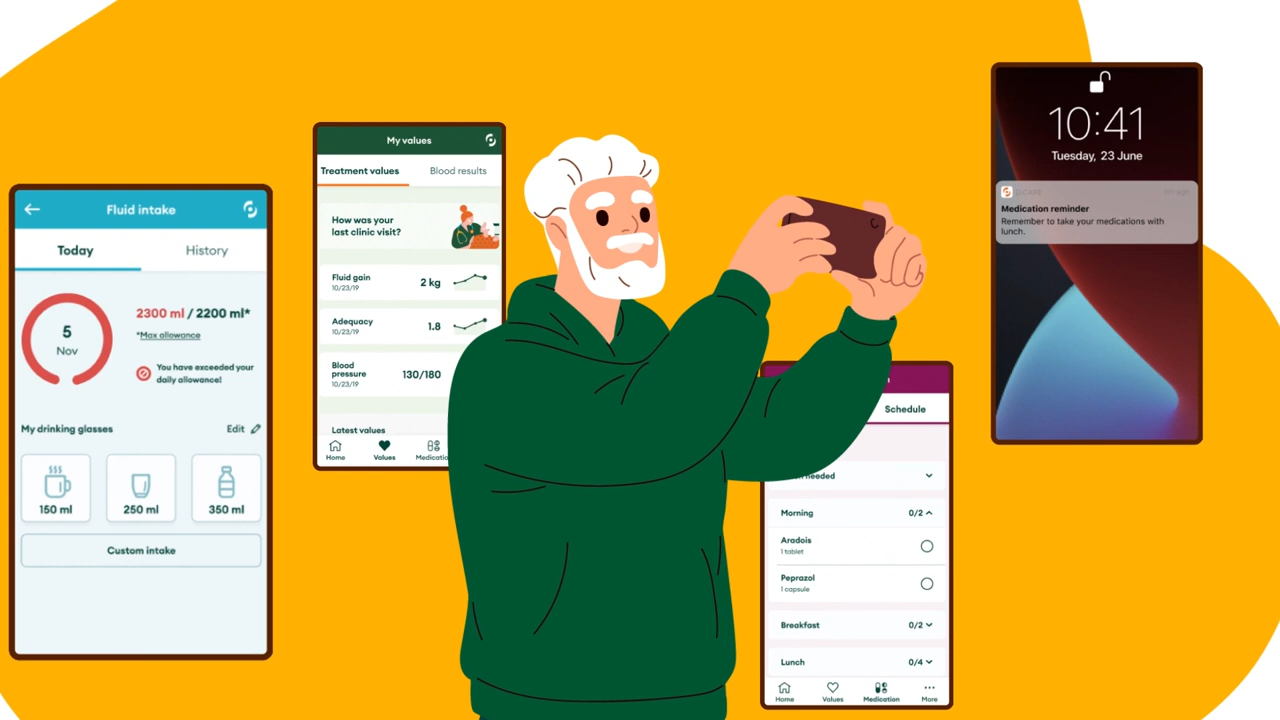 Fluid intake
Today
History
5
Nov
2300 ml / 2200 ml*
*Max allowance
You have exceeded your
daily allowance!
My drinking glasses
Edit
150 ml
250 ml
350 ml
Custom intake
My values
Treatment values
Blood results
How was your
last clinic visit?
Fluid gain
10/23/19
2 kg
Adequacy
10/23/19
1.8
Blood
pressure
10/23/19
130/180
Latest values
Home
Values
Schedule
needed
Morning
0/2
Aradois
1 tablet
Peprazol
1 capsule
Breakfast
0/2
Lunch
0/4
Home
Values
Medication
More
10:41
Tuesday, 23 June
Medication reminder
Remember to take your medications with
lunch.